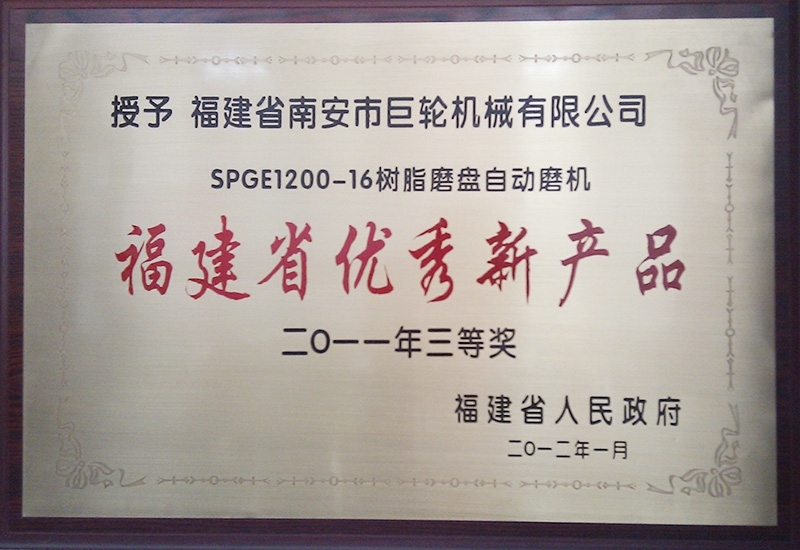 授予 福建省南安市巨轮机械有限公司
SPGE1200-16树脂磨盘自动磨机
福建省优秀新产品
二O一一年三等奖
福建省人民政府
二O一二年一月